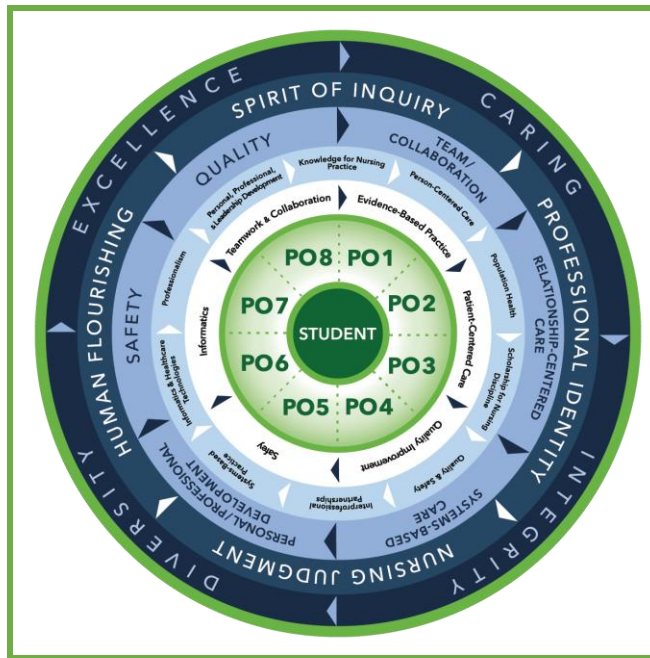 EXCELLENCE
CARING
INTEGRITY
DIVERSITY
SPIRIT OF INQUIRY
PROFESSIONAL IDENTITY
NURSING JUDGMENT
HUMAN FLOURISHING
QUALITY
TEAM/
COLLABORATION
RELATIONSHIP-CENTERED
CARE
SYSTEMS-BASED
CARE
PERSONAL/PROFESSIONAL
DEVELOPMENT
SAFETY
Knowledge for Nursing
Practice
Person-Centered Care
Population Health
Scholarship for Nursing
Discipline
Quality & Safety
Interprofessional
Partnerships
Systems-Based
Practice
Informatics & Healthcare
Technologies
Professionalism
Personal, Professional,
& Leadership Development
Teamwork & Collaboration
Evidence-Based Practice
Patient-Centered Care
Quality Improvement
Safey
Informatics
PO8
PO1
PO7
PO2
PO6
PO3
PO5
PO4
STUDENT